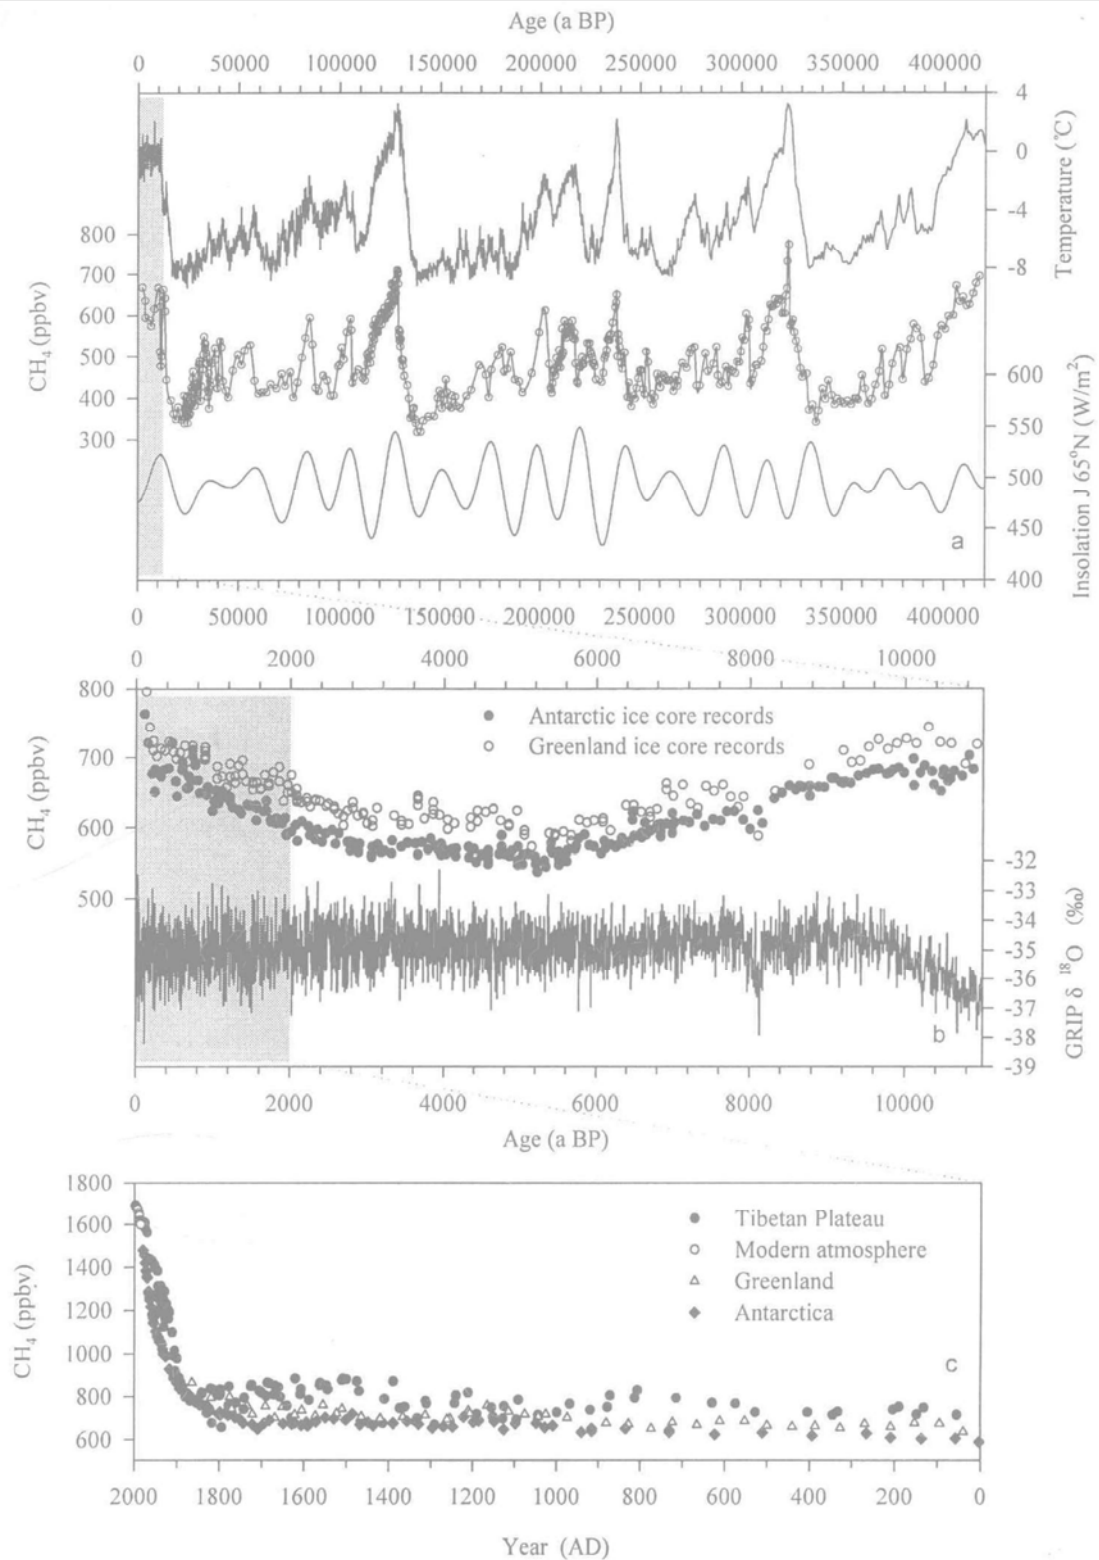 Age (a BP)
0 50000 100000 150000 200000 250000 300000 350000 400000
4
0
-4
-8
Temperature (℃)
800
700
600
500
400
300
CH₄ (ppbv)
600
550
500
450
400
Insolation J 65°N (W/m²)
a
0 50000 100000 150000 200000 250000 300000 350000 400000
0 2000 4000 6000 8000 10000
800
700
600
500
CH₄ (ppbv)
Antarctic ice core records
Greenland ice core records
-32
-33
-34
-35
-36
-37
-38
-39
GRIP δ ¹⁸O (‰)
b
0 2000 4000 6000 8000 10000
Age (a BP)
1800
1600
1400
1200
1000
800
600
CH₄ (ppbv)
Tibetan Plateau
Modern atmosphere
Greenland
Antarctica
c
2000 1800 1600 1400 1200 1000 800 600 400 200 0
Year (AD)